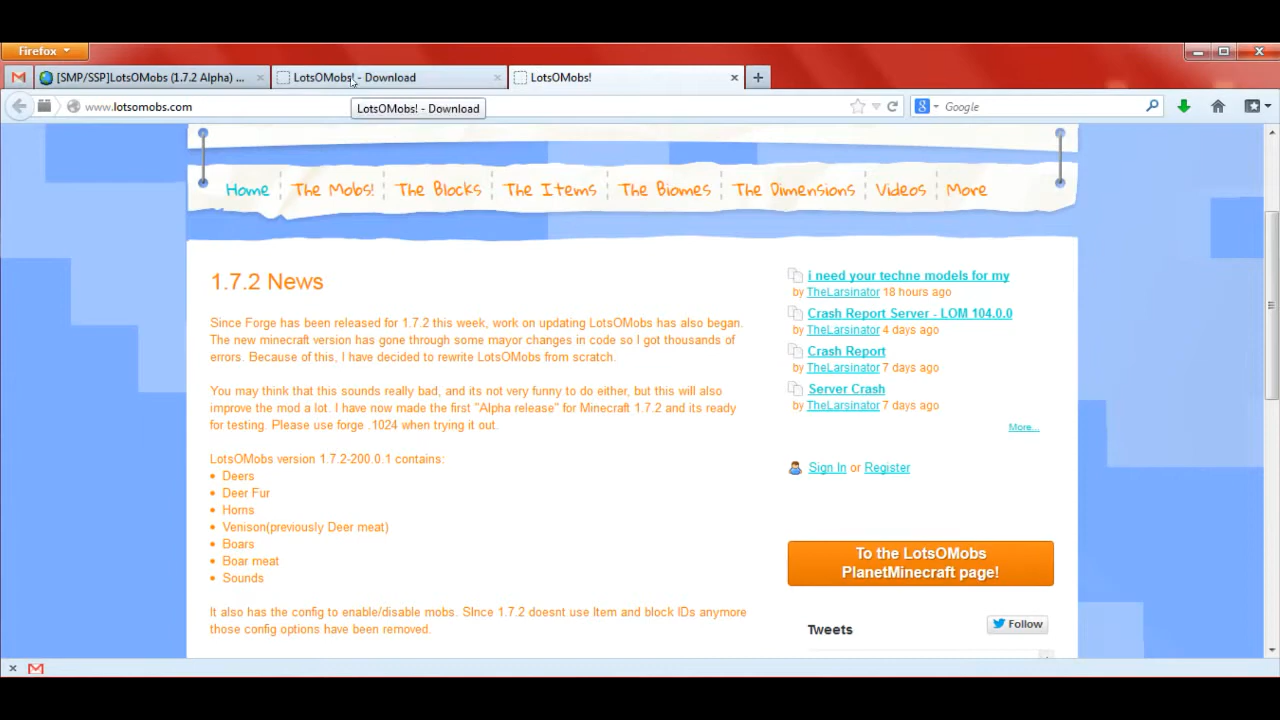 Firefox
[SMP/SSP]LotsOMobs (1.7.2 Alpha) ...
LotsOMobs! - Download
LotsOMobs!
www.lotsomobs.com
Google
LotsOMobs! - Download
Home
The Mobs!
The Blocks
The Items
The Biomes
The Dimensions
Videos
More
1.7.2 News
Since Forge has been released for 1.7.2 this week, work on updating LotsOMobs has also began.
The new minecraft version has gone through some mayor changes in code so I got thousands of
errors. Because of this, I have decided to rewrite LotsOMobs from scratch.
You may think that this sounds really bad, and its not very funny to do either, but this will also
improve the mod a lot. I have now made the first "Alpha release" for Minecraft 1.7.2 and its ready
for testing. Please use forge .1024 when trying it out.
LotsOMobs version 1.7.2-200.0.1 contains:
• Deers
• Deer Fur
• Horns
• Venison(previously Deer meat)
• Boars
• Boar meat
• Sounds
It also has the config to enable/disable mobs. SInce 1.7.2 doesnt use Item and block IDs anymore
those config options have been removed.
i need your techne models for my
by TheLarsinator 18 hours ago
Crash Report Server - LOM 104.0.0
by TheLarsinator 4 days ago
Crash Report
by TheLarsinator 7 days ago
Server Crash
by TheLarsinator 7 days ago
More...
Sign In or Register
To the LotsOMobs
PlanetMinecraft page!
Tweets
Follow